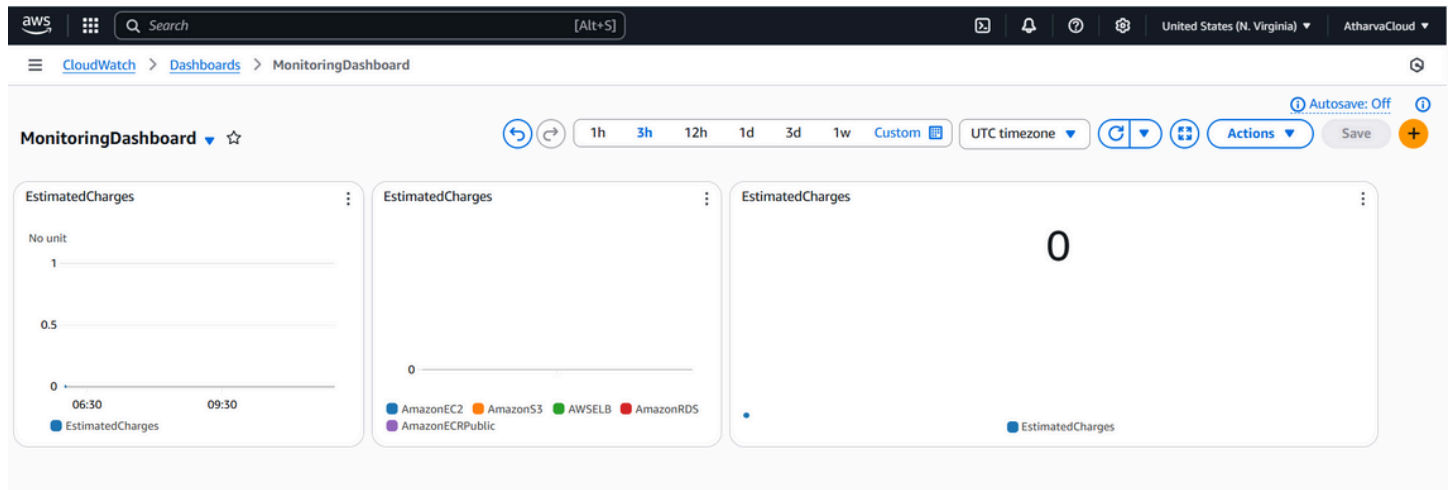 aws Search [Alt+S] United States (N. Virginia) AtharvaCloud
CloudWatch > Dashboards > MonitoringDashboard
Autosave: Off
MonitoringDashboard 1h 3h 12h 1d 3d 1w Custom UTC timezone Actions Save +
EstimatedCharges
No unit
1
0.5
0
06:30 09:30
EstimatedCharges
EstimatedCharges
0
AmazonEC2 AmazonS3 AWSELB AmazonRDS
AmazonECRPublic
EstimatedCharges
0
EstimatedCharges